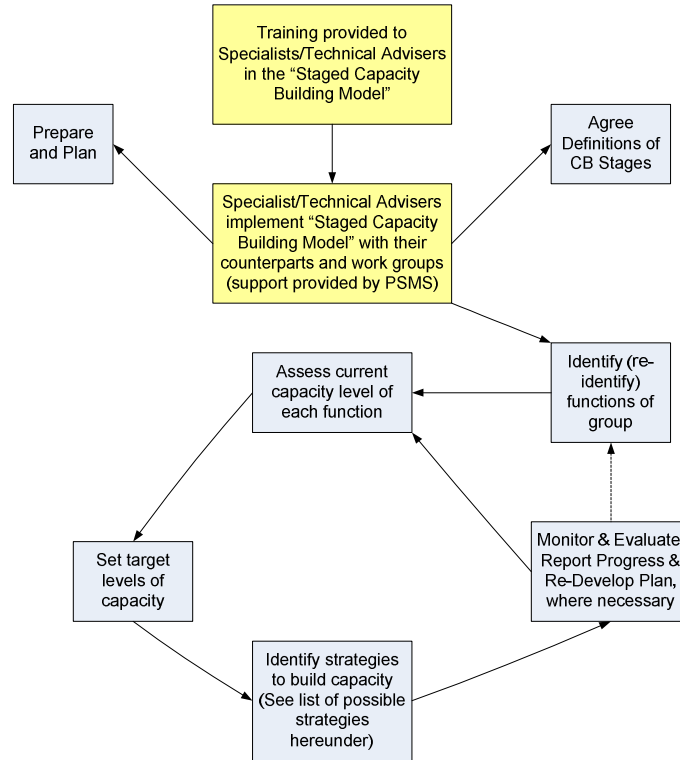 Training provided to
Specialists/Technical Advisers
in the “Staged Capacity
Building Model”
Prepare
and Plan
Agree
Definitions of
CB Stages
Specialist/Technical Advisers
implement “Staged Capacity
Building Model” with their
counterparts and work groups
(support provided by PSMS)
Identify (re-
identify)
functions of
group
Assess current
capacity level of
each function
Monitor & Evaluate
Report Progress &
Re-Develop Plan,
where necessary
Set target
levels of
capacity
Identify strategies
to build capacity
(See list of possible
strategies
hereunder)